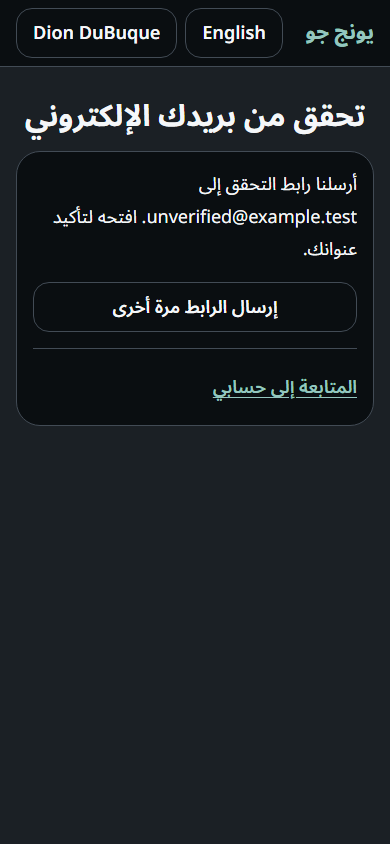 يونج جو
English
Dion DuBuque
تحقق من بريدك الإلكتروني
أرسلنا رابط التحقق إلى
unverified@example.test. افتحه لتأكيد
عنوانك.
إرسال الرابط مرة أخرى
المتابعة إلى حسابي